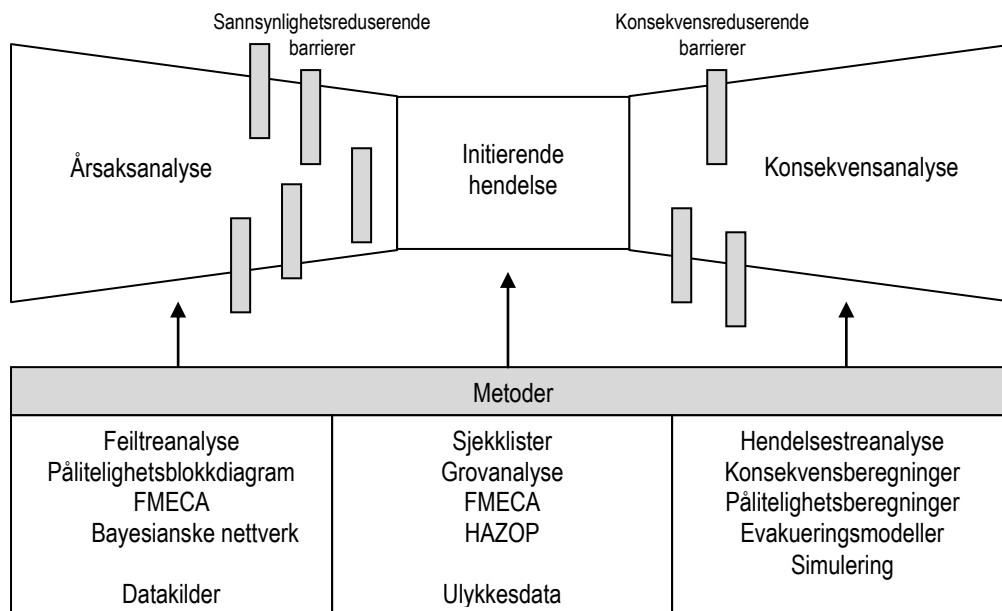 Sannsynlighetsreduserende
barrierer
Konsekvensreduserende
barrierer
Årsaksanalyse
Initierende
hendelse
Konsekvensanalyse
Metoder
Feiltreanalyse
Pålitelighetsblokkdiagram
FMECA
Bayesianske nettverk
Datakilder
Sjekklister
Grovanalyse
FMECA
HAZOP
Ulykkesdata
Hendelsestreanalyse
Konsekvensberegninger
Pålitelighetsberegninger
Evakueringsmodeller
Simulering